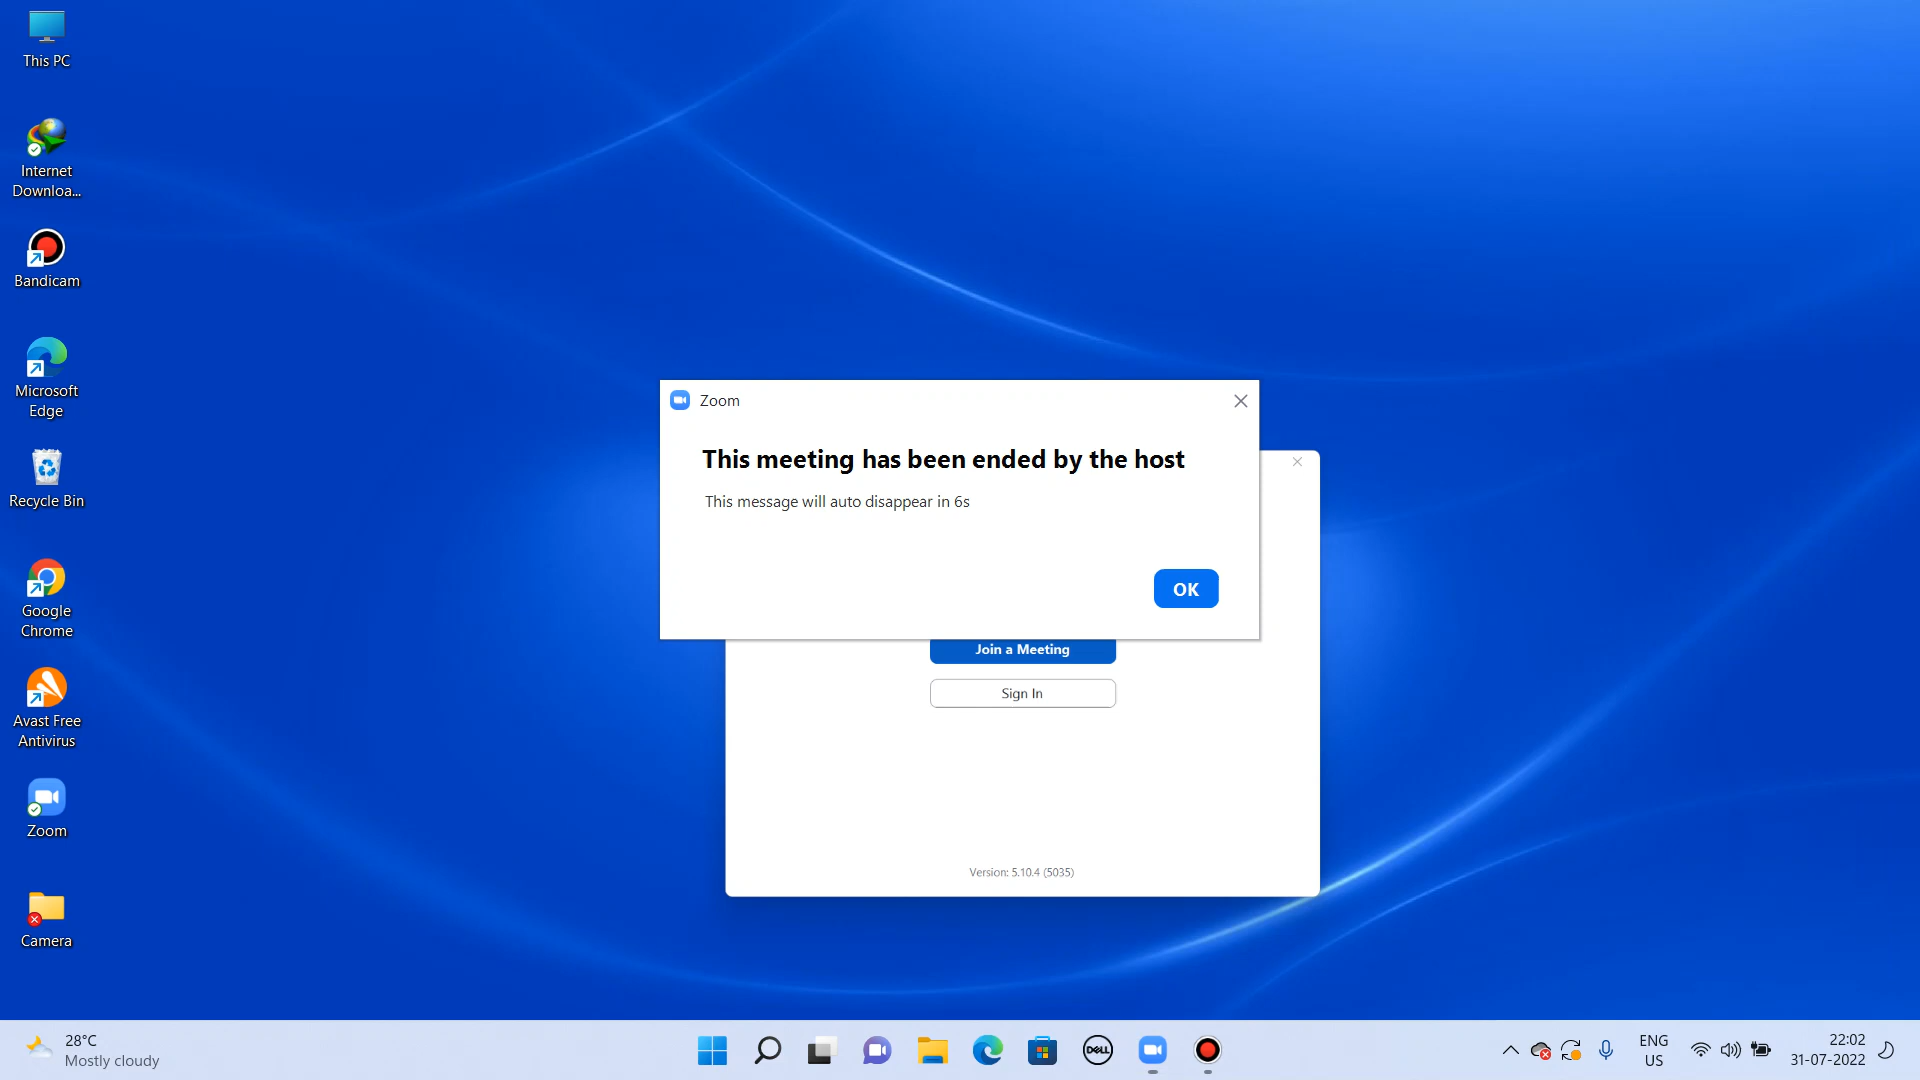 This PC
Internet
Downloa...
Bandicam
Microsoft
Edge
Recycle Bin
Google
Chrome
Avast Free
Antivirus
Zoom
Camera
Zoom
This meeting has been ended by the host
This message will auto disappear in 6s
OK
Join a Meeting
Sign In
Version: 5.10.4 (5035)
28°C
Mostly cloudy
DELL
ENG
US
22:02
31-07-2022